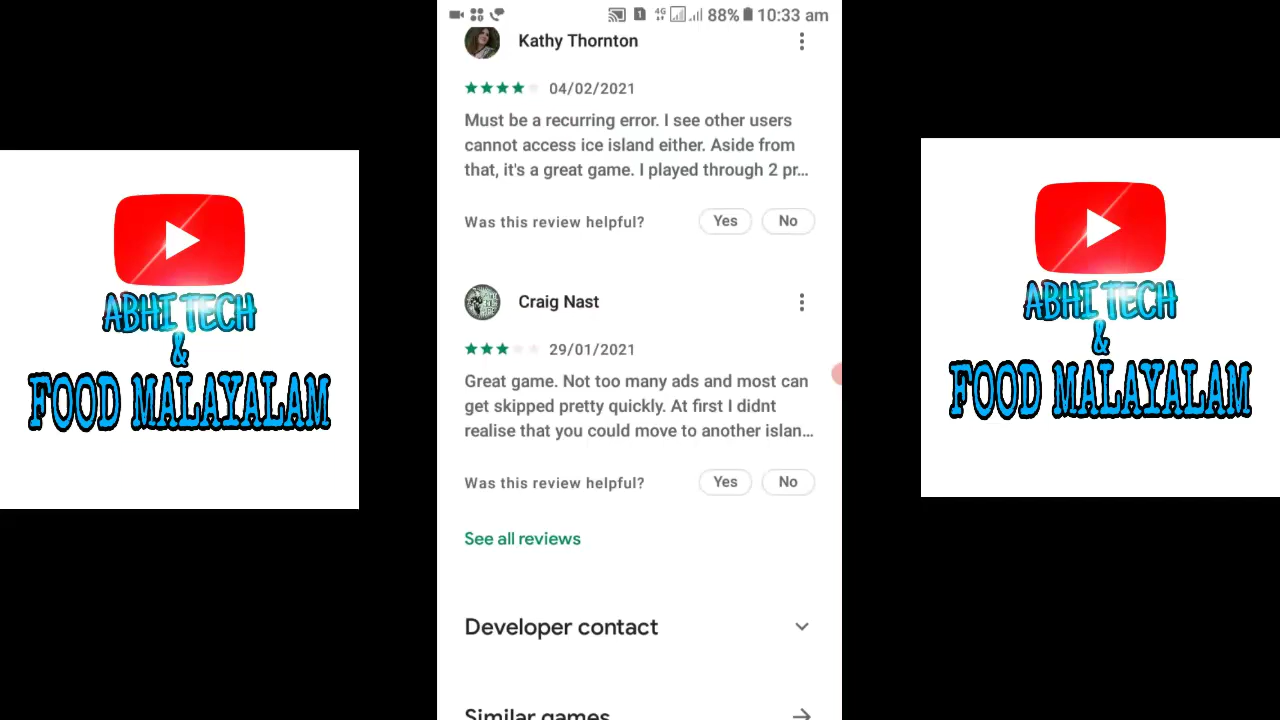 88% 10:33 am
Kathy Thornton
04/02/2021
Must be a recurring error. I see other users
cannot access ice island either. Aside from
that, it's a great game. I played through 2 pr...
Was this review helpful? Yes No
Craig Nast
29/01/2021
Great game. Not too many ads and most can
get skipped pretty quickly. At first I didnt
realise that you could move to another islan...
Was this review helpful? Yes No
See all reviews
Developer contact
Similar games
ABHI TECH
&
FOOD MALAYALAM
ABHI TECH
&
FOOD MALAYALAM